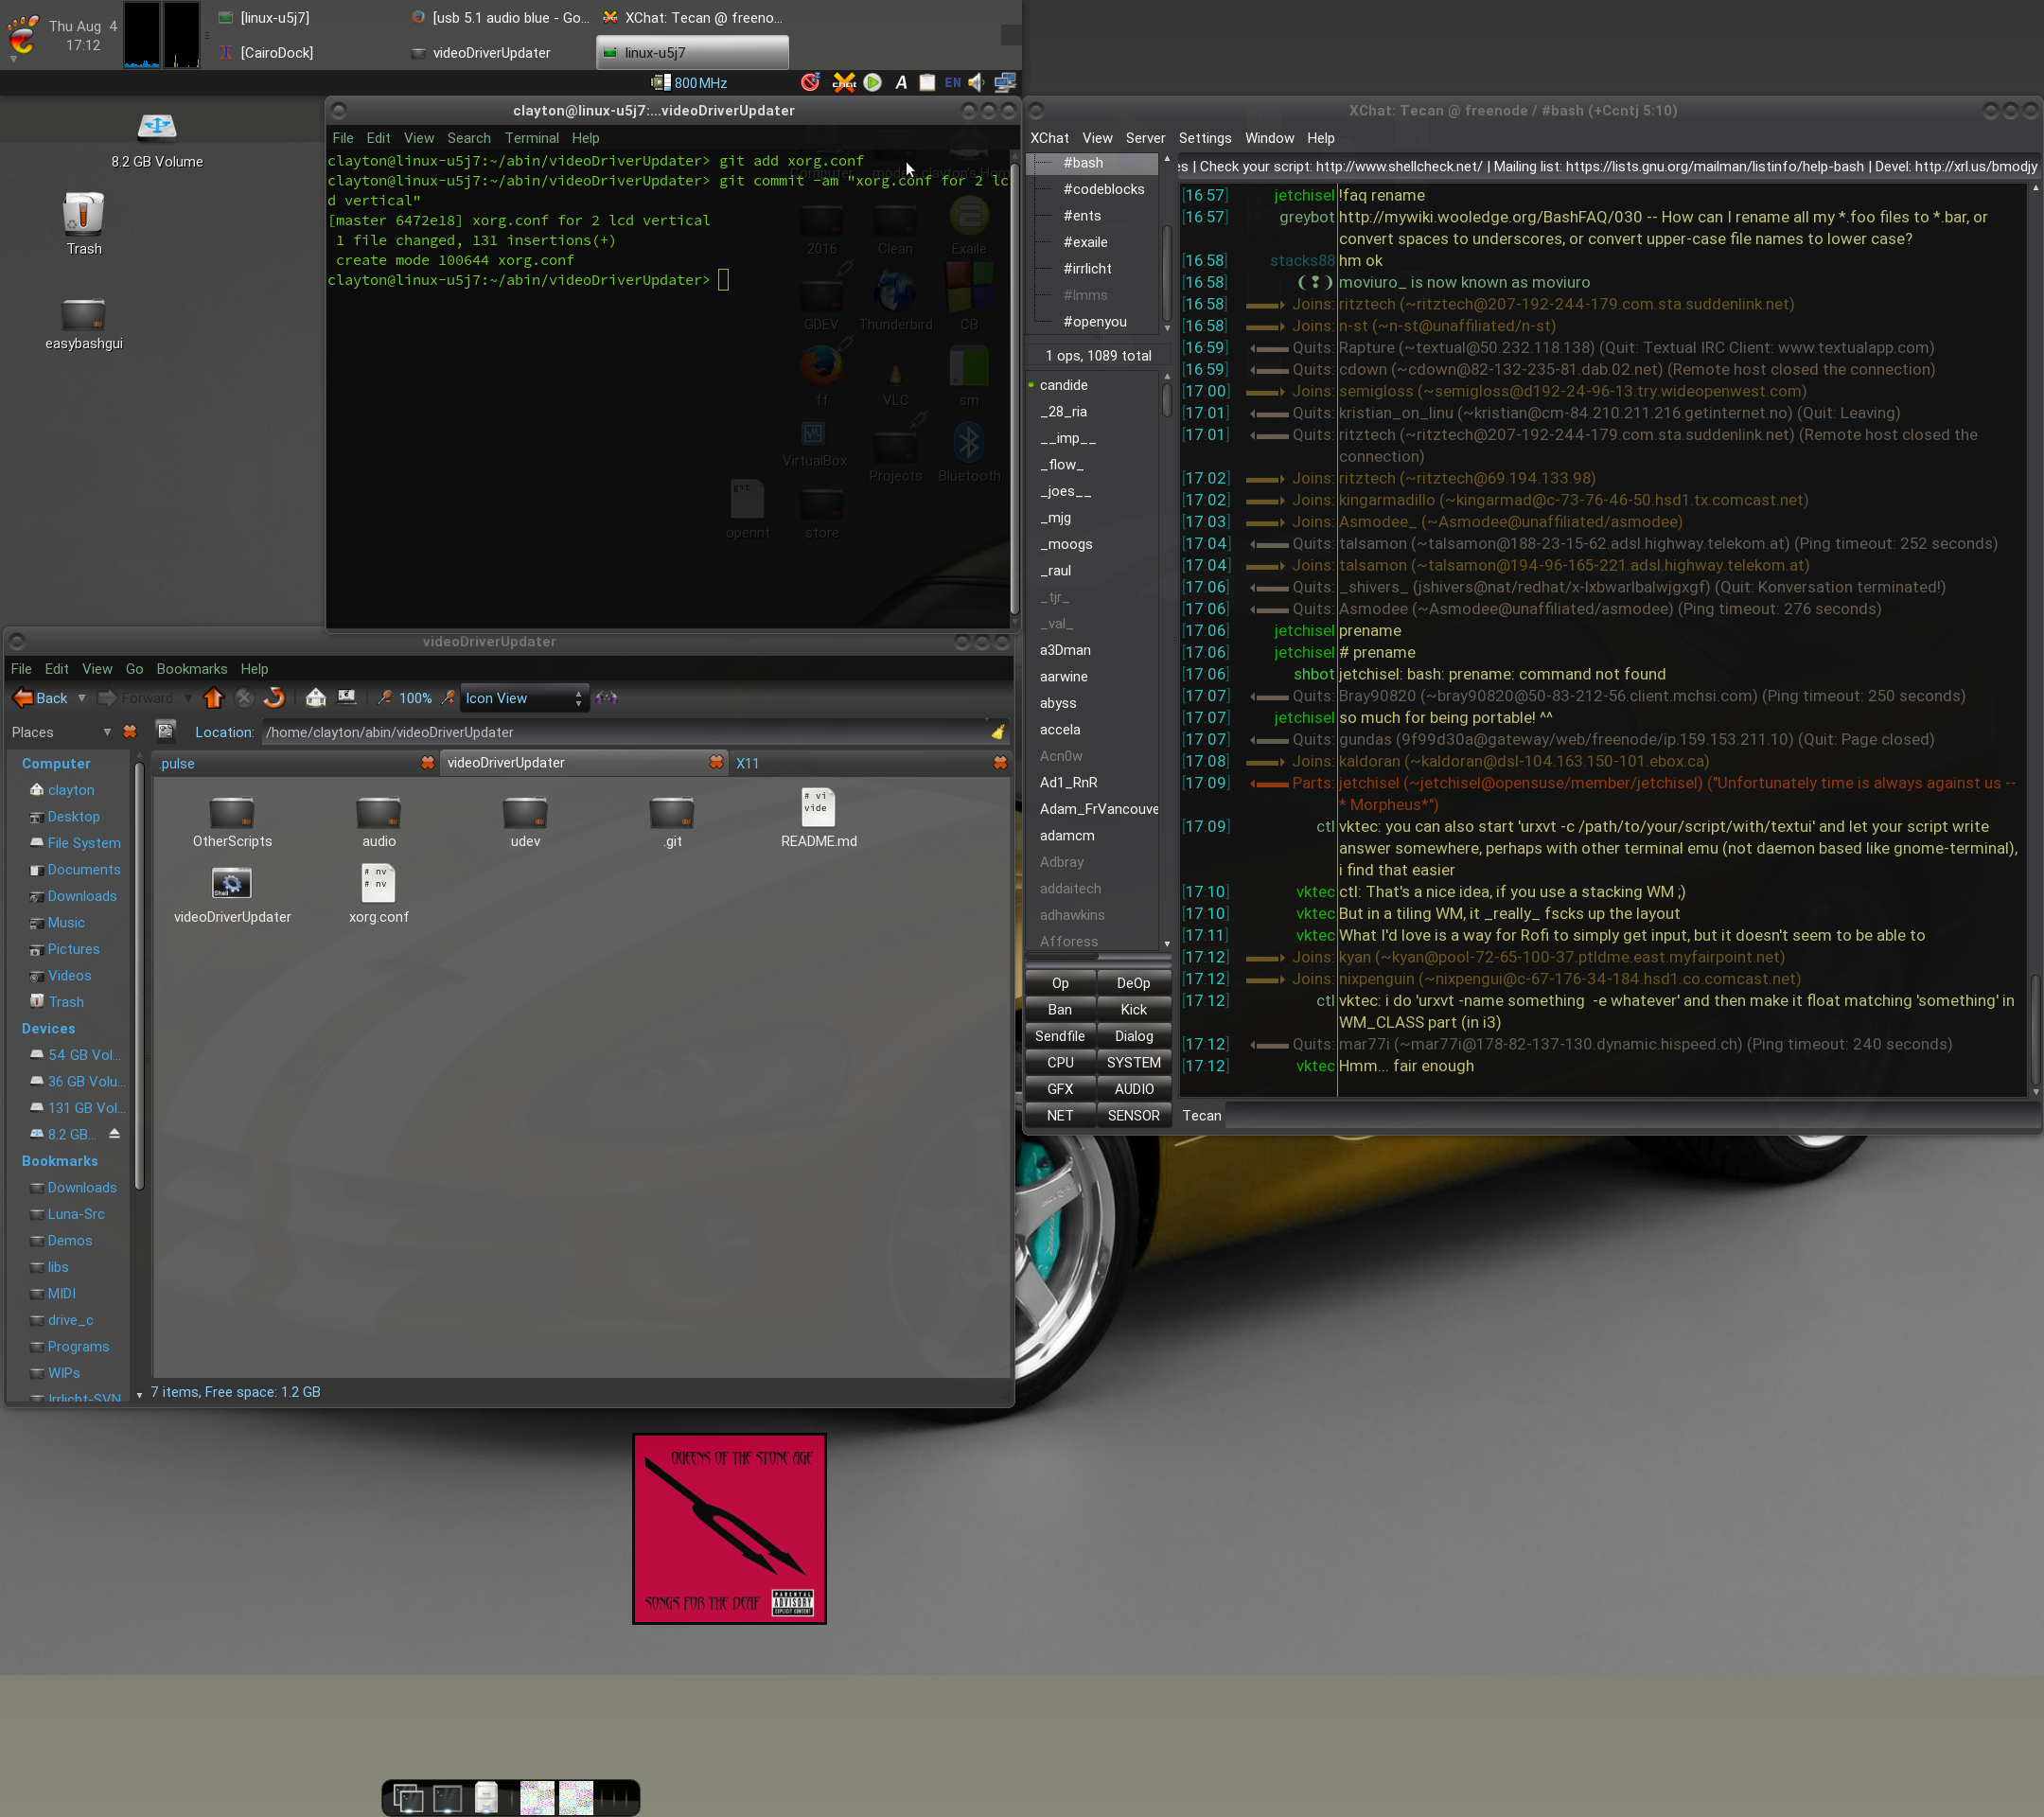 Thu Aug  4
17:12
[linux-u5j7]
[usb 5.1 audio blue - Go...
XChat: Tecan @ freeno...
[CairoDock]
videoDriverUpdater
linux-u5j7
800 MHz
A
EN
8.2 GB Volume
Trash
easybashgui
clayton@linux-u5j7:...videoDriverUpdater
File Edit View Search Terminal Help
clayton@linux-u5j7:~/abin/videoDriverUpdater> git add xorg.conf
clayton@linux-u5j7:~/abin/videoDriverUpdater> git commit -am "xorg.conf for 2 lc
d vertical"
[master 6472e18] xorg.conf for 2 lcd vertical
 1 file changed, 131 insertions(+)
 create mode 100644 xorg.conf
clayton@linux-u5j7:~/abin/videoDriverUpdater>
Computer
2016
Clean
Exaile
GDEV
Thunderbird
CB
ff
VLC
sm
VirtualBox
Projects
Bluetooth
git
opennt
store
videoDriverUpdater
File Edit View Go Bookmarks Help
Back Forward 100% Icon View
Places
Location: /home/clayton/abin/videoDriverUpdater
.pulse
videoDriverUpdater
X11
Computer
clayton
Desktop
File System
Documents
Downloads
Music
Pictures
Videos
Trash
Devices
54 GB Vol...
36 GB Volu...
131 GB Vol...
8.2 GB...
Bookmarks
Downloads
Luna-Src
Demos
libs
MIDI
drive_c
Programs
WIPs
Irrlicht-SVN
OtherScripts
audio
udev
.git
# vi
vide
README.md
Shell
videoDriverUpdater
# nv
# nv
xorg.conf
7 items, Free space: 1.2 GB
XChat: Tecan @ freenode / #bash (+Ccntj 5:10)
XChat View Server Settings Window Help
#bash
#codeblocks
#ents
#exaile
#irrlicht
#lmms
#openyou
1 ops, 1089 total
candide
_28_ria
__imp__
_flow_
_joes__
_mjg
_moogs
_raul
_tjr_
_val_
a3Dman
aarwine
abyss
accela
Acn0w
Ad1_RnR
Adam_FrVancouve
adamcm
Adbray
addaitech
adhawkins
Afforess
Op DeOp
Ban Kick
Sendfile Dialog
CPU SYSTEM
GFX AUDIO
NET SENSOR
es | Check your script: http://www.shellcheck.net/ | Mailing list: https://lists.gnu.org/mailman/listinfo/help-bash | Devel: http://xrl.us/bmodjy
[16:57] jetchisel !faq rename
[16:57] greybot http://mywiki.wooledge.org/BashFAQ/030 -- How can I rename all my *.foo files to *.bar, or
convert spaces to underscores, or convert upper-case file names to lower case?
[16:58] stacks88 hm ok
[16:58] moviuro_ is now known as moviuro
[16:58] Joins: ritztech (~ritztech@207-192-244-179.com.sta.suddenlink.net)
[16:58] Joins: n-st (~n-st@unaffiliated/n-st)
[16:59] Quits: Rapture (~textual@50.232.118.138) (Quit: Textual IRC Client: www.textualapp.com)
[16:59] Quits: cdown (~cdown@82-132-235-81.dab.02.net) (Remote host closed the connection)
[17:00] Joins: semigloss (~semigloss@d192-24-96-13.try.wideopenwest.com)
[17:01] Quits: kristian_on_linu (~kristian@cm-84.210.211.216.getinternet.no) (Quit: Leaving)
[17:01] Quits: ritztech (~ritztech@207-192-244-179.com.sta.suddenlink.net) (Remote host closed the
connection)
[17:02] Joins: ritztech (~ritztech@69.194.133.98)
[17:02] Joins: kingarmadillo (~kingarmad@c-73-76-46-50.hsd1.tx.comcast.net)
[17:03] Joins: Asmodee_ (~Asmodee@unaffiliated/asmodee)
[17:04] Quits: talsamon (~talsamon@188-23-15-62.adsl.highway.telekom.at) (Ping timeout: 252 seconds)
[17:04] Joins: talsamon (~talsamon@194-96-165-221.adsl.highway.telekom.at)
[17:06] Quits: _shivers_ (jshivers@nat/redhat/x-lxbwarlbalwjgxgf) (Quit: Konversation terminated!)
[17:06] Quits: Asmodee (~Asmodee@unaffiliated/asmodee) (Ping timeout: 276 seconds)
[17:06] jetchisel prename
[17:06] jetchisel # prename
[17:06] shbot jetchisel: bash: prename: command not found
[17:07] Quits: Bray90820 (~bray90820@50-83-212-56.client.mchsi.com) (Ping timeout: 250 seconds)
[17:07] jetchisel so much for being portable! ^^
[17:07] Quits: gundas (9f99d30a@gateway/web/freenode/ip.159.153.211.10) (Quit: Page closed)
[17:08] Joins: kaldoran (~kaldoran@dsl-104.163.150-101.ebox.ca)
[17:09] Parts: jetchisel (~jetchisel@opensuse/member/jetchisel) ("Unfortunately time is always against us --
* Morpheus*")
[17:09] ctl vktec: you can also start 'urxvt -c /path/to/your/script/with/textui' and let your script write
answer somewhere, perhaps with other terminal emu (not daemon based like gnome-terminal),
i find that easier
[17:10] vktec ctl: That's a nice idea, if you use a stacking WM ;)
[17:10] vktec But in a tiling WM, it _really_ fscks up the layout
[17:11] vktec What I'd love is a way for Rofi to simply get input, but it doesn't seem to be able to
[17:12] Joins: kyan (~kyan@pool-72-65-100-37.ptldme.east.myfairpoint.net)
[17:12] Joins: nixpenguin (~nixpengui@c-67-176-34-184.hsd1.co.comcast.net)
[17:12] ctl vktec: i do 'urxvt -name something  -e whatever' and then make it float matching 'something' in
WM_CLASS part (in i3)
[17:12] Quits: mar77i (~mar77i@178-82-137-130.dynamic.hispeed.ch) (Ping timeout: 240 seconds)
[17:12] vktec Hmm... fair enough
Tecan
QUEENS OF THE STONE AGE
SONGS FOR THE DEAF
PARENTAL
ADVISORY
EXPLICIT CONTENT